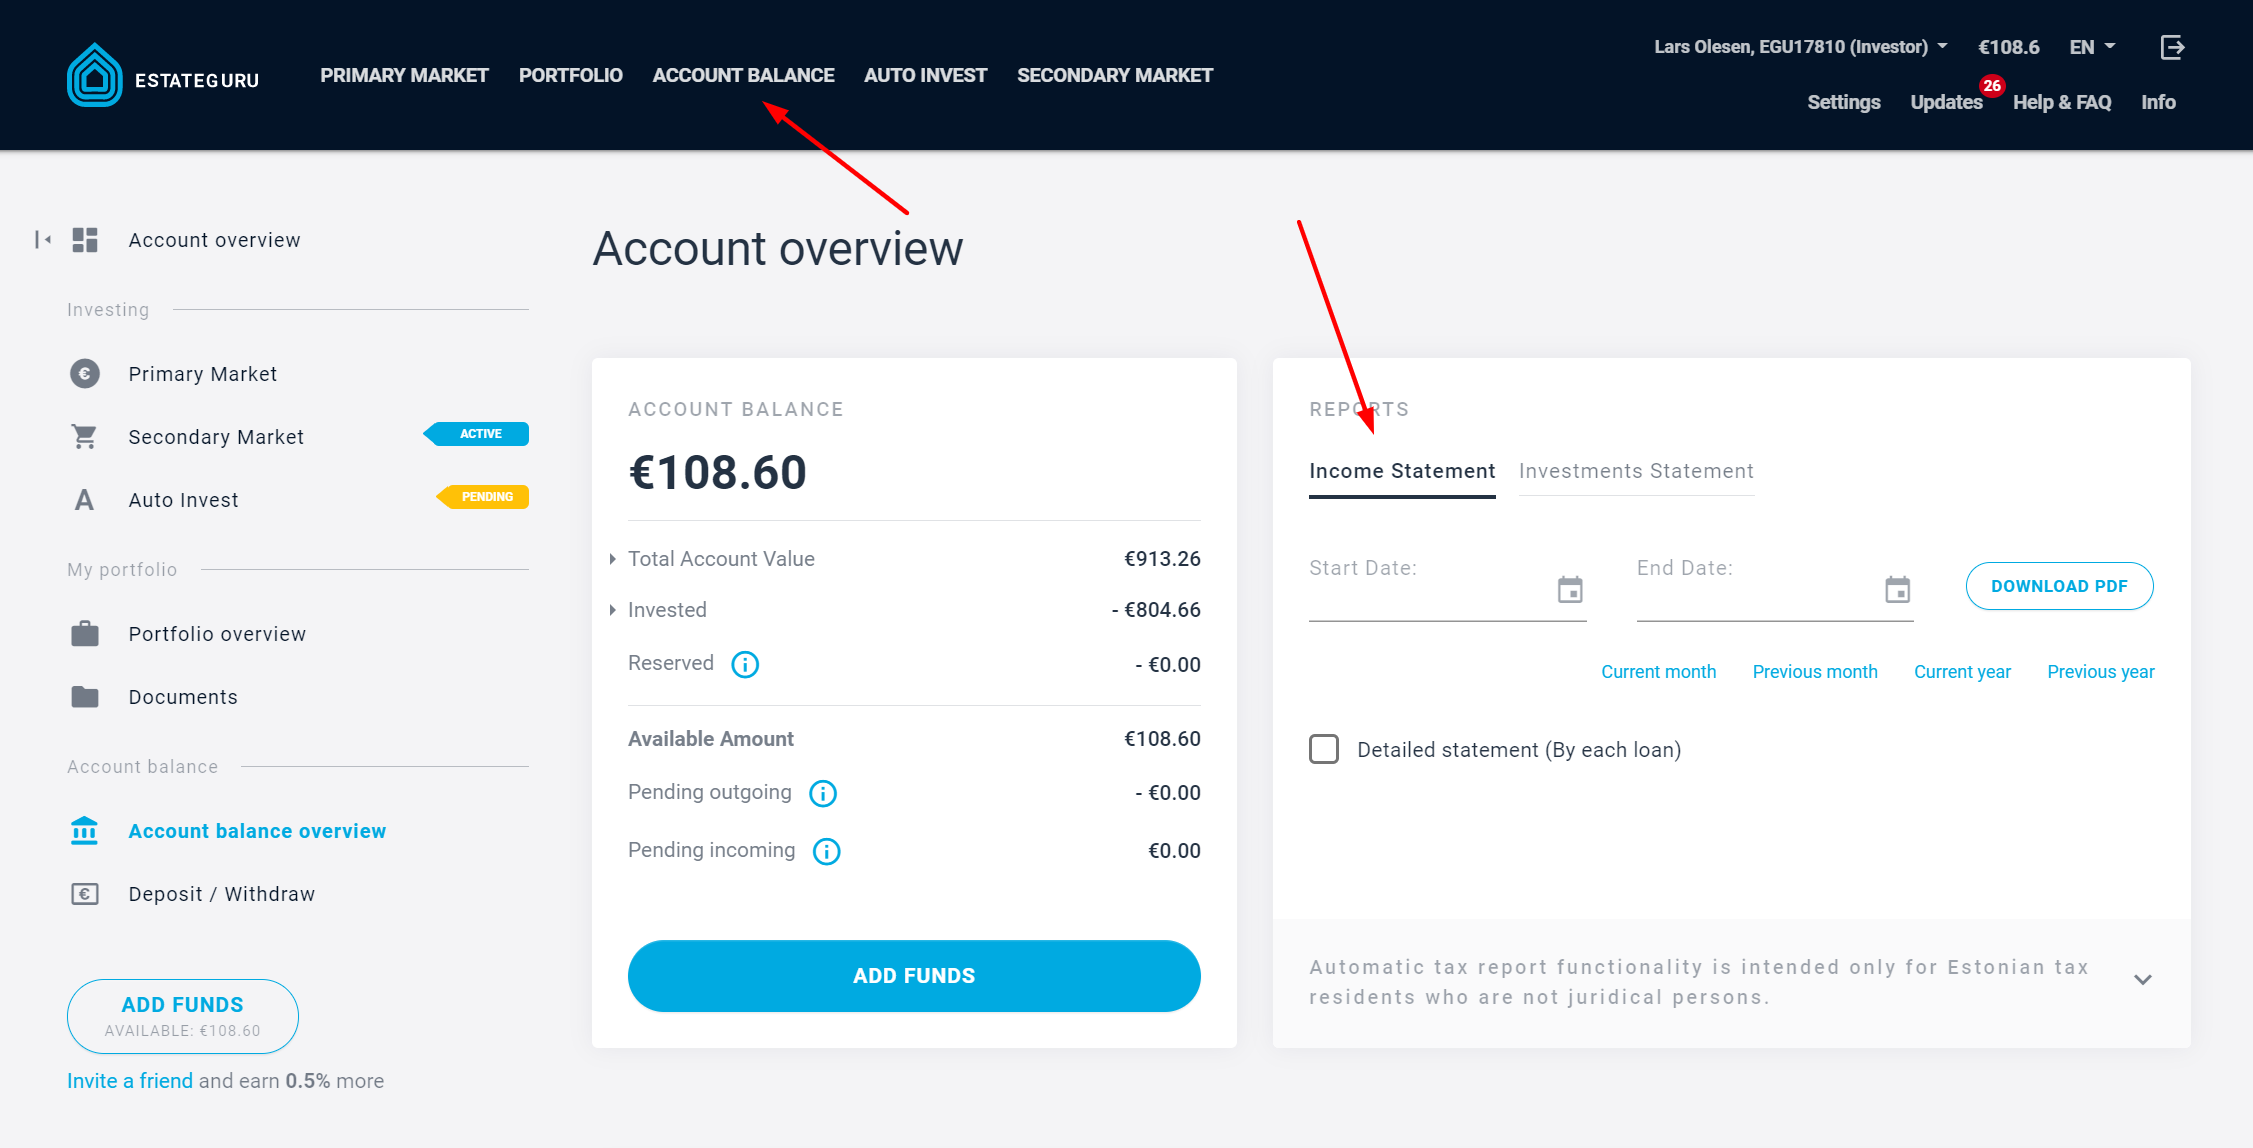 ESTATEGURU
PRIMARY MARKET PORTFOLIO ACCOUNT BALANCE AUTO INVEST SECONDARY MARKET
Lars Olesen, EGU17810 (Investor) €108.6 EN
Settings Updates 26 Help & FAQ Info
Account overview
Investing
€ Primary Market
Secondary Market ACTIVE
A Auto Invest PENDING
My portfolio
Portfolio overview
Documents
Account balance
Account balance overview
€ Deposit / Withdraw
ADD FUNDS
AVAILABLE: €108.60
Invite a friend and earn 0.5% more
Account overview
ACCOUNT BALANCE
€108.60
Total Account Value €913.26
Invested - €804.66
Reserved i - €0.00
Available Amount €108.60
Pending outgoing i - €0.00
Pending incoming i €0.00
ADD FUNDS
REPORTS
Income Statement Investments Statement
Start Date: End Date: DOWNLOAD PDF
Current month Previous month Current year Previous year
Detailed statement (By each loan)
Automatic tax report functionality is intended only for Estonian tax
residents who are not juridical persons.